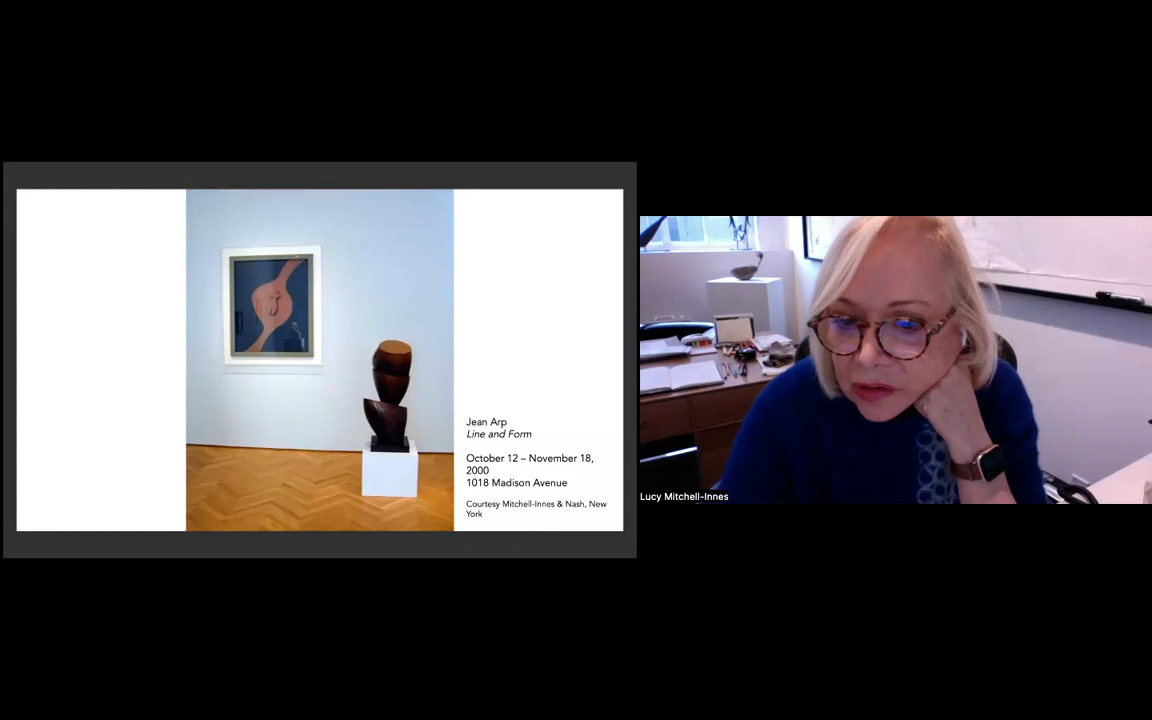 Jean Arp
Line and Form
October 12 – November 18,
2000
1018 Madison Avenue
Courtesy Mitchell-Innes & Nash, New
York
Lucy Mitchell-Innes